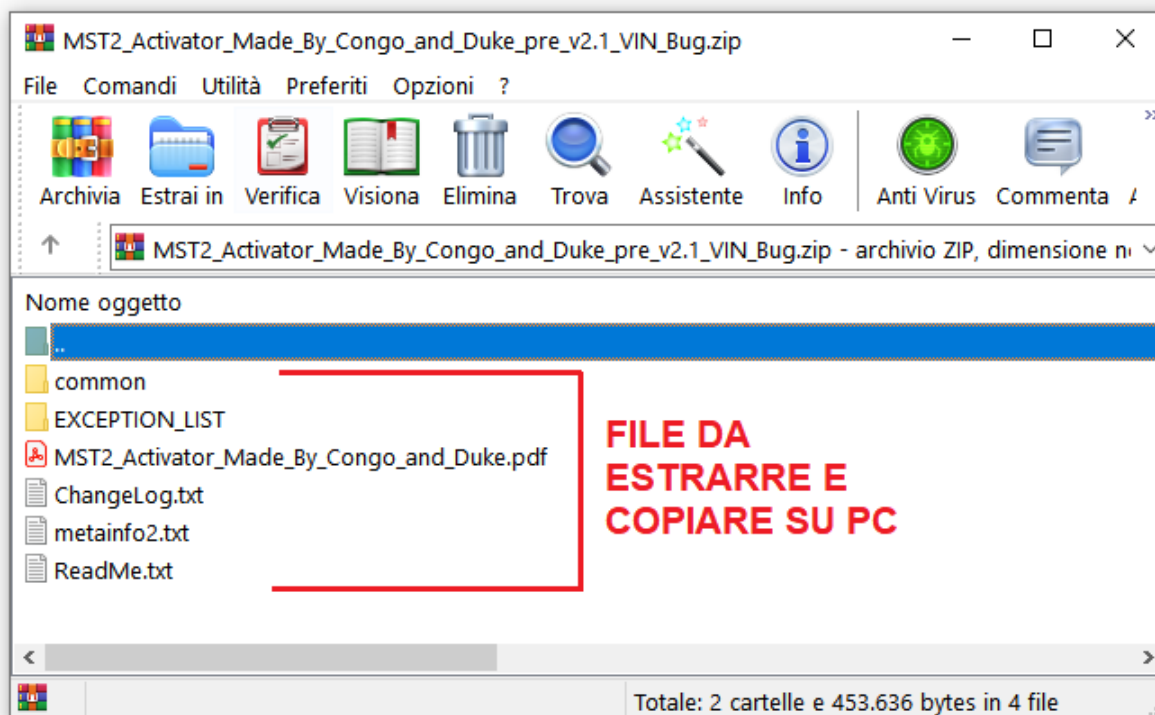 MST2_Activator_Made_By_Congo_and_Duke_pre_v2.1_VIN_Bug.zip
File Comandi Utilità Preferiti Opzioni ?
Archivia Estrai in Verifica Visiona Elimina Trova Assistente Info Anti Virus Commenta
MST2_Activator_Made_By_Congo_and_Duke_pre_v2.1_VIN_Bug.zip - archivio ZIP, dimensione
Nome oggetto
..
common
EXCEPTION_LIST
MST2_Activator_Made_By_Congo_and_Duke.pdf
ChangeLog.txt
metainfo2.txt
ReadMe.txt
FILE DA
ESTRARRE E
COPIARE SU PC
Totale: 2 cartelle e 453.636 bytes in 4 file